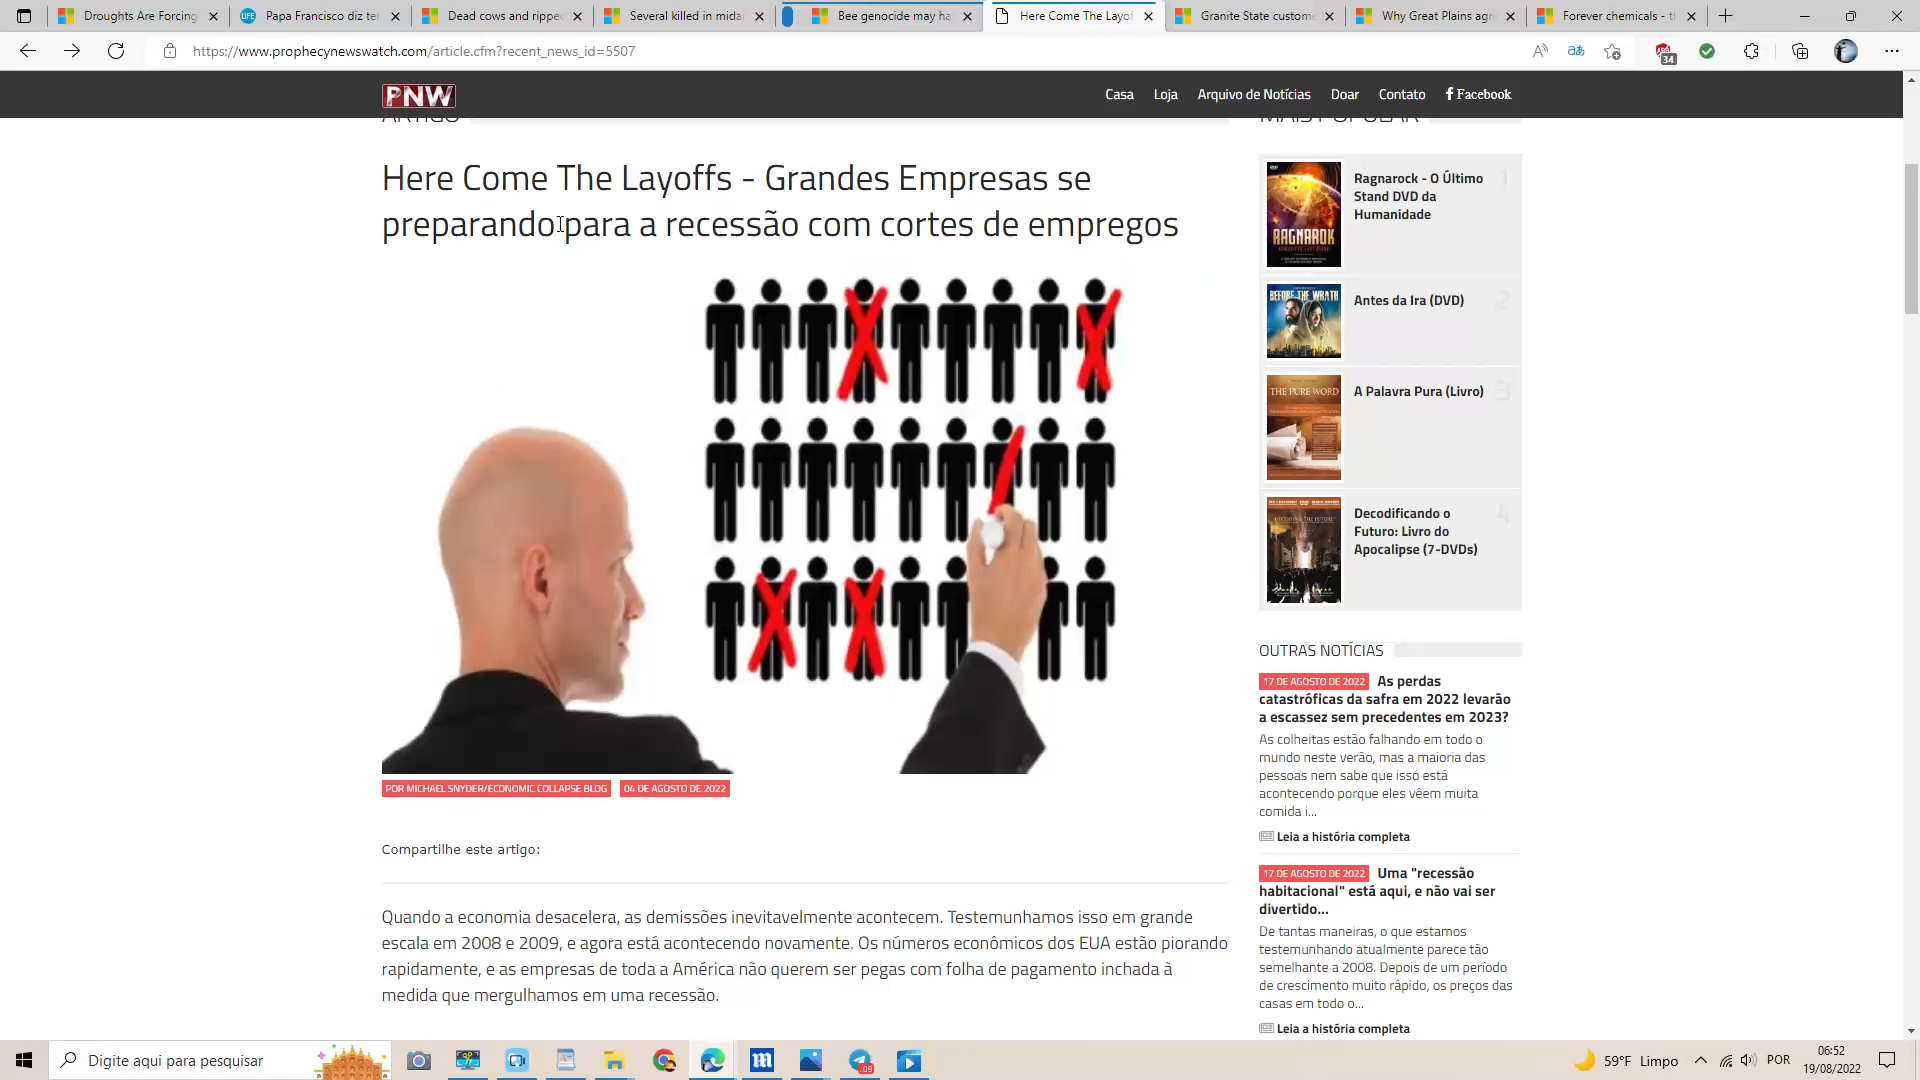 Droughts Are Forcing
Papa Francisco diz te
Dead cows and rippe
Several killed in mida
Bee genocide may ha
Here Come The Layof
Granite State custom
Why Great Plains agr
Forever chemicals - t
https://www.prophecynewswatch.com/article.cfm?recent_news_id=5507
34
PNW
Casa
Loja
Arquivo de Notícias
Doar
Contato
Facebook
ARTIGO
MAIS POPULAR
Here Come The Layoffs - Grandes Empresas se
preparando para a recessão com cortes de empregos
RAGNAROK
Ragnarock - O Último
Stand DVD da
Humanidade
1
BEFORE THE WRATH
Antes da Ira (DVD)
2
THE PURE WORD
A Palavra Pura (Livro)
3
Decodificando o
Futuro: Livro do
Apocalipse (7-DVDs)
4
POR MICHAEL SNYDER/ECONOMIC COLLAPSE BLOG
04 DE AGOSTO DE 2022
Compartilhe este artigo:
Quando a economia desacelera, as demissões inevitavelmente acontecem. Testemunhamos isso em grande
escala em 2008 e 2009, e agora está acontecendo novamente. Os números econômicos dos EUA estão piorando
rapidamente, e as empresas de toda a América não querem ser pegas com folha de pagamento inchada à
medida que mergulhamos em uma recessão.
OUTRAS NOTÍCIAS
17 DE AGOSTO DE 2022 As perdas
catastróficas da safra em 2022 levarão
a escassez sem precedentes em 2023?
As colheitas estão falhando em todo o
mundo neste verão, mas a maioria das
pessoas nem sabe que isso está
acontecendo porque eles vêem muita
comida i...
Leia a história completa
17 DE AGOSTO DE 2022 Uma "recessão
habitacional" está aqui, e não vai ser
divertido...
De tantas maneiras, o que estamos
testemunhando atualmente parece tão
semelhante a 2008. Depois de um período
de crescimento muito rápido, os preços das
casas em todo o...
Leia a história completa
Digite aqui para pesquisar
59°F Limpo
POR
06:52
19/08/2022